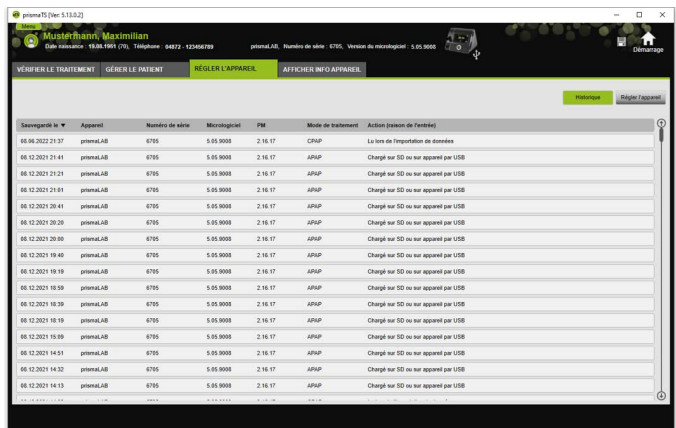 prismaTS [Ver: 5.13.0.2]
Menu
Mustermann, Maximilian
Date naissance : 19.08.1961 (70), Téléphone : 04872 - 123456789
prismaLAB, Numéro de série : 6705, Version du micrologiciel : 5.05.9008
Démarrage
VÉRIFIER LE TRAITEMENT GÉRER LE PATIENT RÉGLER L'APPAREIL AFFICHER INFO APPAREIL
Historique Régler l'appareil
Sauvegardé le ▼ Appareil Numéro de série Micrologiciel PM Mode de traitement Action (raison de l'entrée)
08.06.2022 21:37 prismaLAB 6705 5.05.9008 2.16.17 CPAP Lu lors de l'importation de données
08.12.2021 21:41 prismaLAB 6705 5.05.9008 2.16.17 APAP Chargé sur SD ou sur appareil par USB
08.12.2021 21:21 prismaLAB 6705 5.05.9008 2.16.17 APAP Chargé sur SD ou sur appareil par USB
08.12.2021 21:01 prismaLAB 6705 5.05.9008 2.16.17 APAP Chargé sur SD ou sur appareil par USB
08.12.2021 20:41 prismaLAB 6705 5.05.9008 2.16.17 APAP Chargé sur SD ou sur appareil par USB
08.12.2021 20:20 prismaLAB 6705 5.05.9008 2.16.17 APAP Chargé sur SD ou sur appareil par USB
08.12.2021 20:00 prismaLAB 6705 5.05.9008 2.16.17 APAP Chargé sur SD ou sur appareil par USB
08.12.2021 19:40 prismaLAB 6705 5.05.9008 2.16.17 APAP Chargé sur SD ou sur appareil par USB
08.12.2021 19:19 prismaLAB 6705 5.05.9008 2.16.17 APAP Chargé sur SD ou sur appareil par USB
08.12.2021 18:59 prismaLAB 6705 5.05.9008 2.16.17 APAP Chargé sur SD ou sur appareil par USB
08.12.2021 18:39 prismaLAB 6705 5.05.9008 2.16.17 APAP Chargé sur SD ou sur appareil par USB
08.12.2021 18:19 prismaLAB 6705 5.05.9008 2.16.17 APAP Chargé sur SD ou sur appareil par USB
08.12.2021 15:09 prismaLAB 6705 5.05.9008 2.16.17 APAP Chargé sur SD ou sur appareil par USB
08.12.2021 14:51 prismaLAB 6705 5.05.9008 2.16.17 APAP Chargé sur SD ou sur appareil par USB
08.12.2021 14:32 prismaLAB 6705 5.05.9008 2.16.17 APAP Chargé sur SD ou sur appareil par USB
08.12.2021 14:13 prismaLAB 6705 5.05.9008 2.16.17 APAP Chargé sur SD ou sur appareil par USB